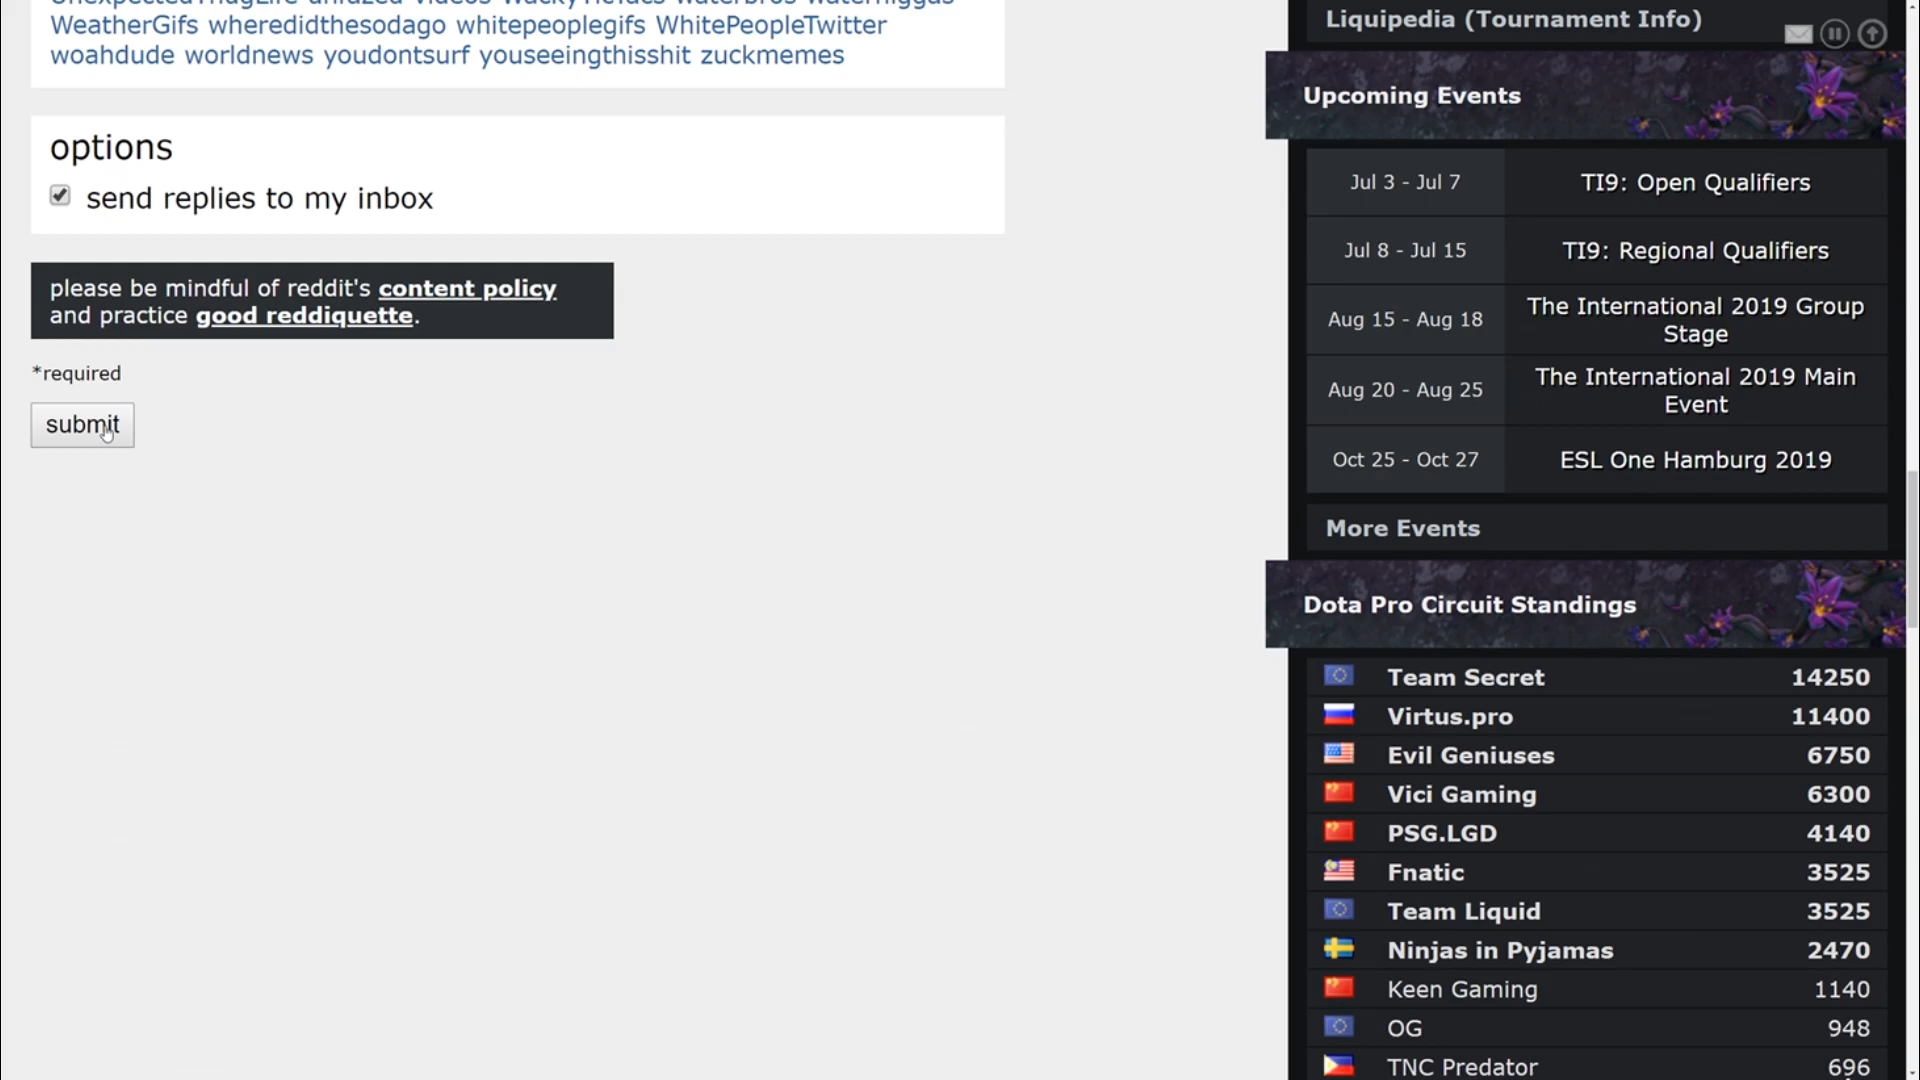 WeatherGifs wheredidthesodago whitepeoplegifs WhitePeopleTwitter
woahdude worldnews youdontsurf youseeingthisshit zuckmemes
options
send replies to my inbox
please be mindful of reddit's content policy
and practice good reddiquette.
*required
submit
Liquipedia (Tournament Info)
Upcoming Events
Jul 3 - Jul 7 TI9: Open Qualifiers
Jul 8 - Jul 15 TI9: Regional Qualifiers
Aug 15 - Aug 18 The International 2019 Group
Stage
Aug 20 - Aug 25 The International 2019 Main
Event
Oct 25 - Oct 27 ESL One Hamburg 2019
More Events
Dota Pro Circuit Standings
Team Secret 14250
Virtus.pro 11400
Evil Geniuses 6750
Vici Gaming 6300
PSG.LGD 4140
Fnatic 3525
Team Liquid 3525
Ninjas in Pyjamas 2470
Keen Gaming 1140
OG 948
TNC Predator 696